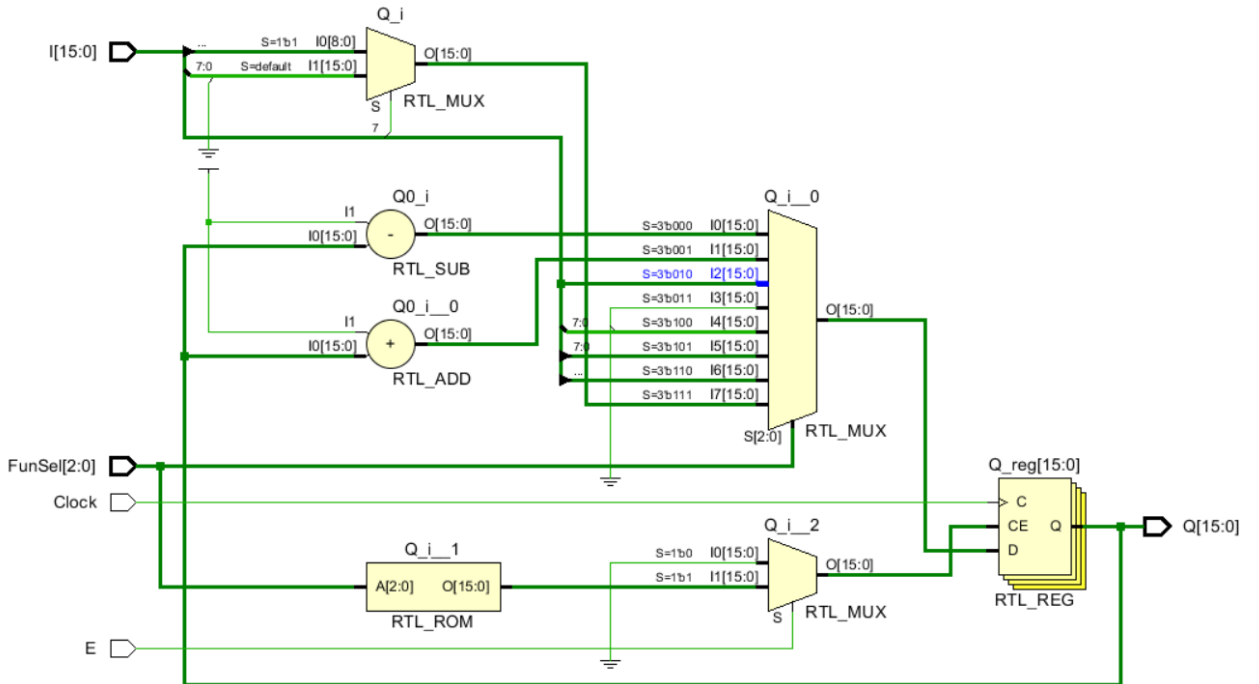 Q_i
I[15:0]
...
S=1'b1
I0[8:0]
O[15:0]
7:0
S=default
I1[15:0]
S
RTL_MUX
7
Q0_i
Q_i__0
I1
O[15:0]
S=3'b000
I0[15:0]
I0[15:0]
-
S=3'b001
I1[15:0]
RTL_SUB
S=3'b010
I2[15:0]
Q0_i__0
S=3'b011
I3[15:0]
O[15:0]
I1
O[15:0]
7:0
S=3'b100
I4[15:0]
I0[15:0]
+
7:0
S=3'b101
I5[15:0]
RTL_ADD
...
S=3'b110
I6[15:0]
S=3'b111
I7[15:0]
S[2:0]
RTL_MUX
FunSel[2:0]
Q_reg[15:0]
Clock
C
Q_i__2
CE
Q
Q[15:0]
Q_i__1
S=1'b0
I0[15:0]
O[15:0]
D
A[2:0]
O[15:0]
S=1'b1
I1[15:0]
RTL_REG
RTL_ROM
S
RTL_MUX
E